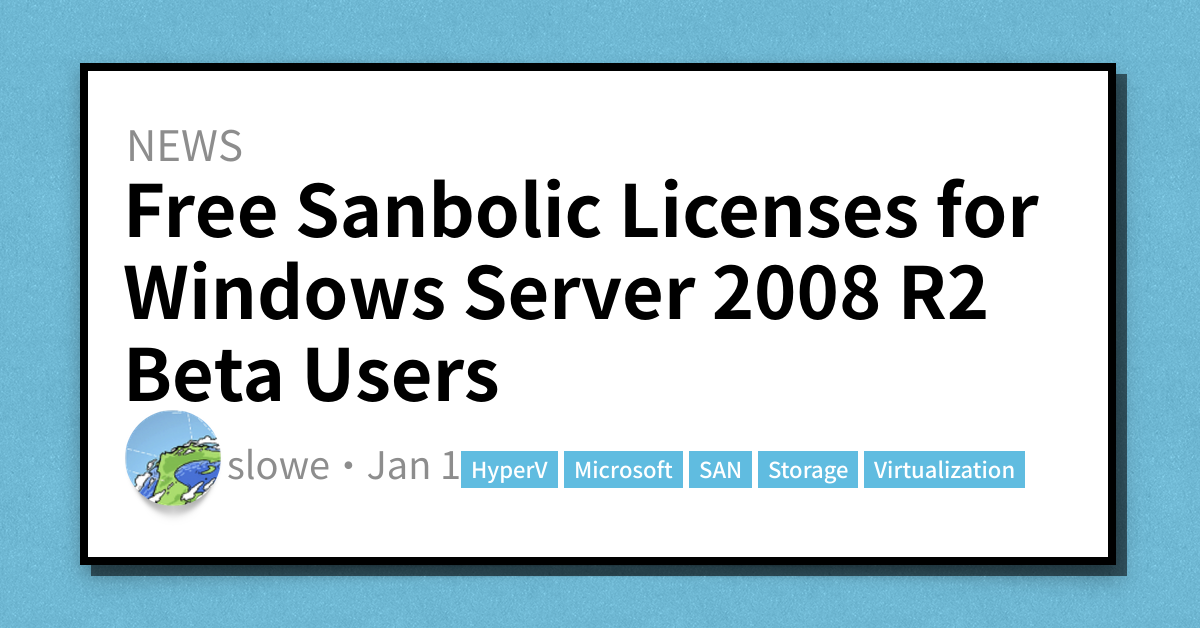 NEWS
Free Sanbolic Licenses for
Windows Server 2008 R2
Beta Users
slowe • Jan 1 HyperV Microsoft SAN Storage Virtualization